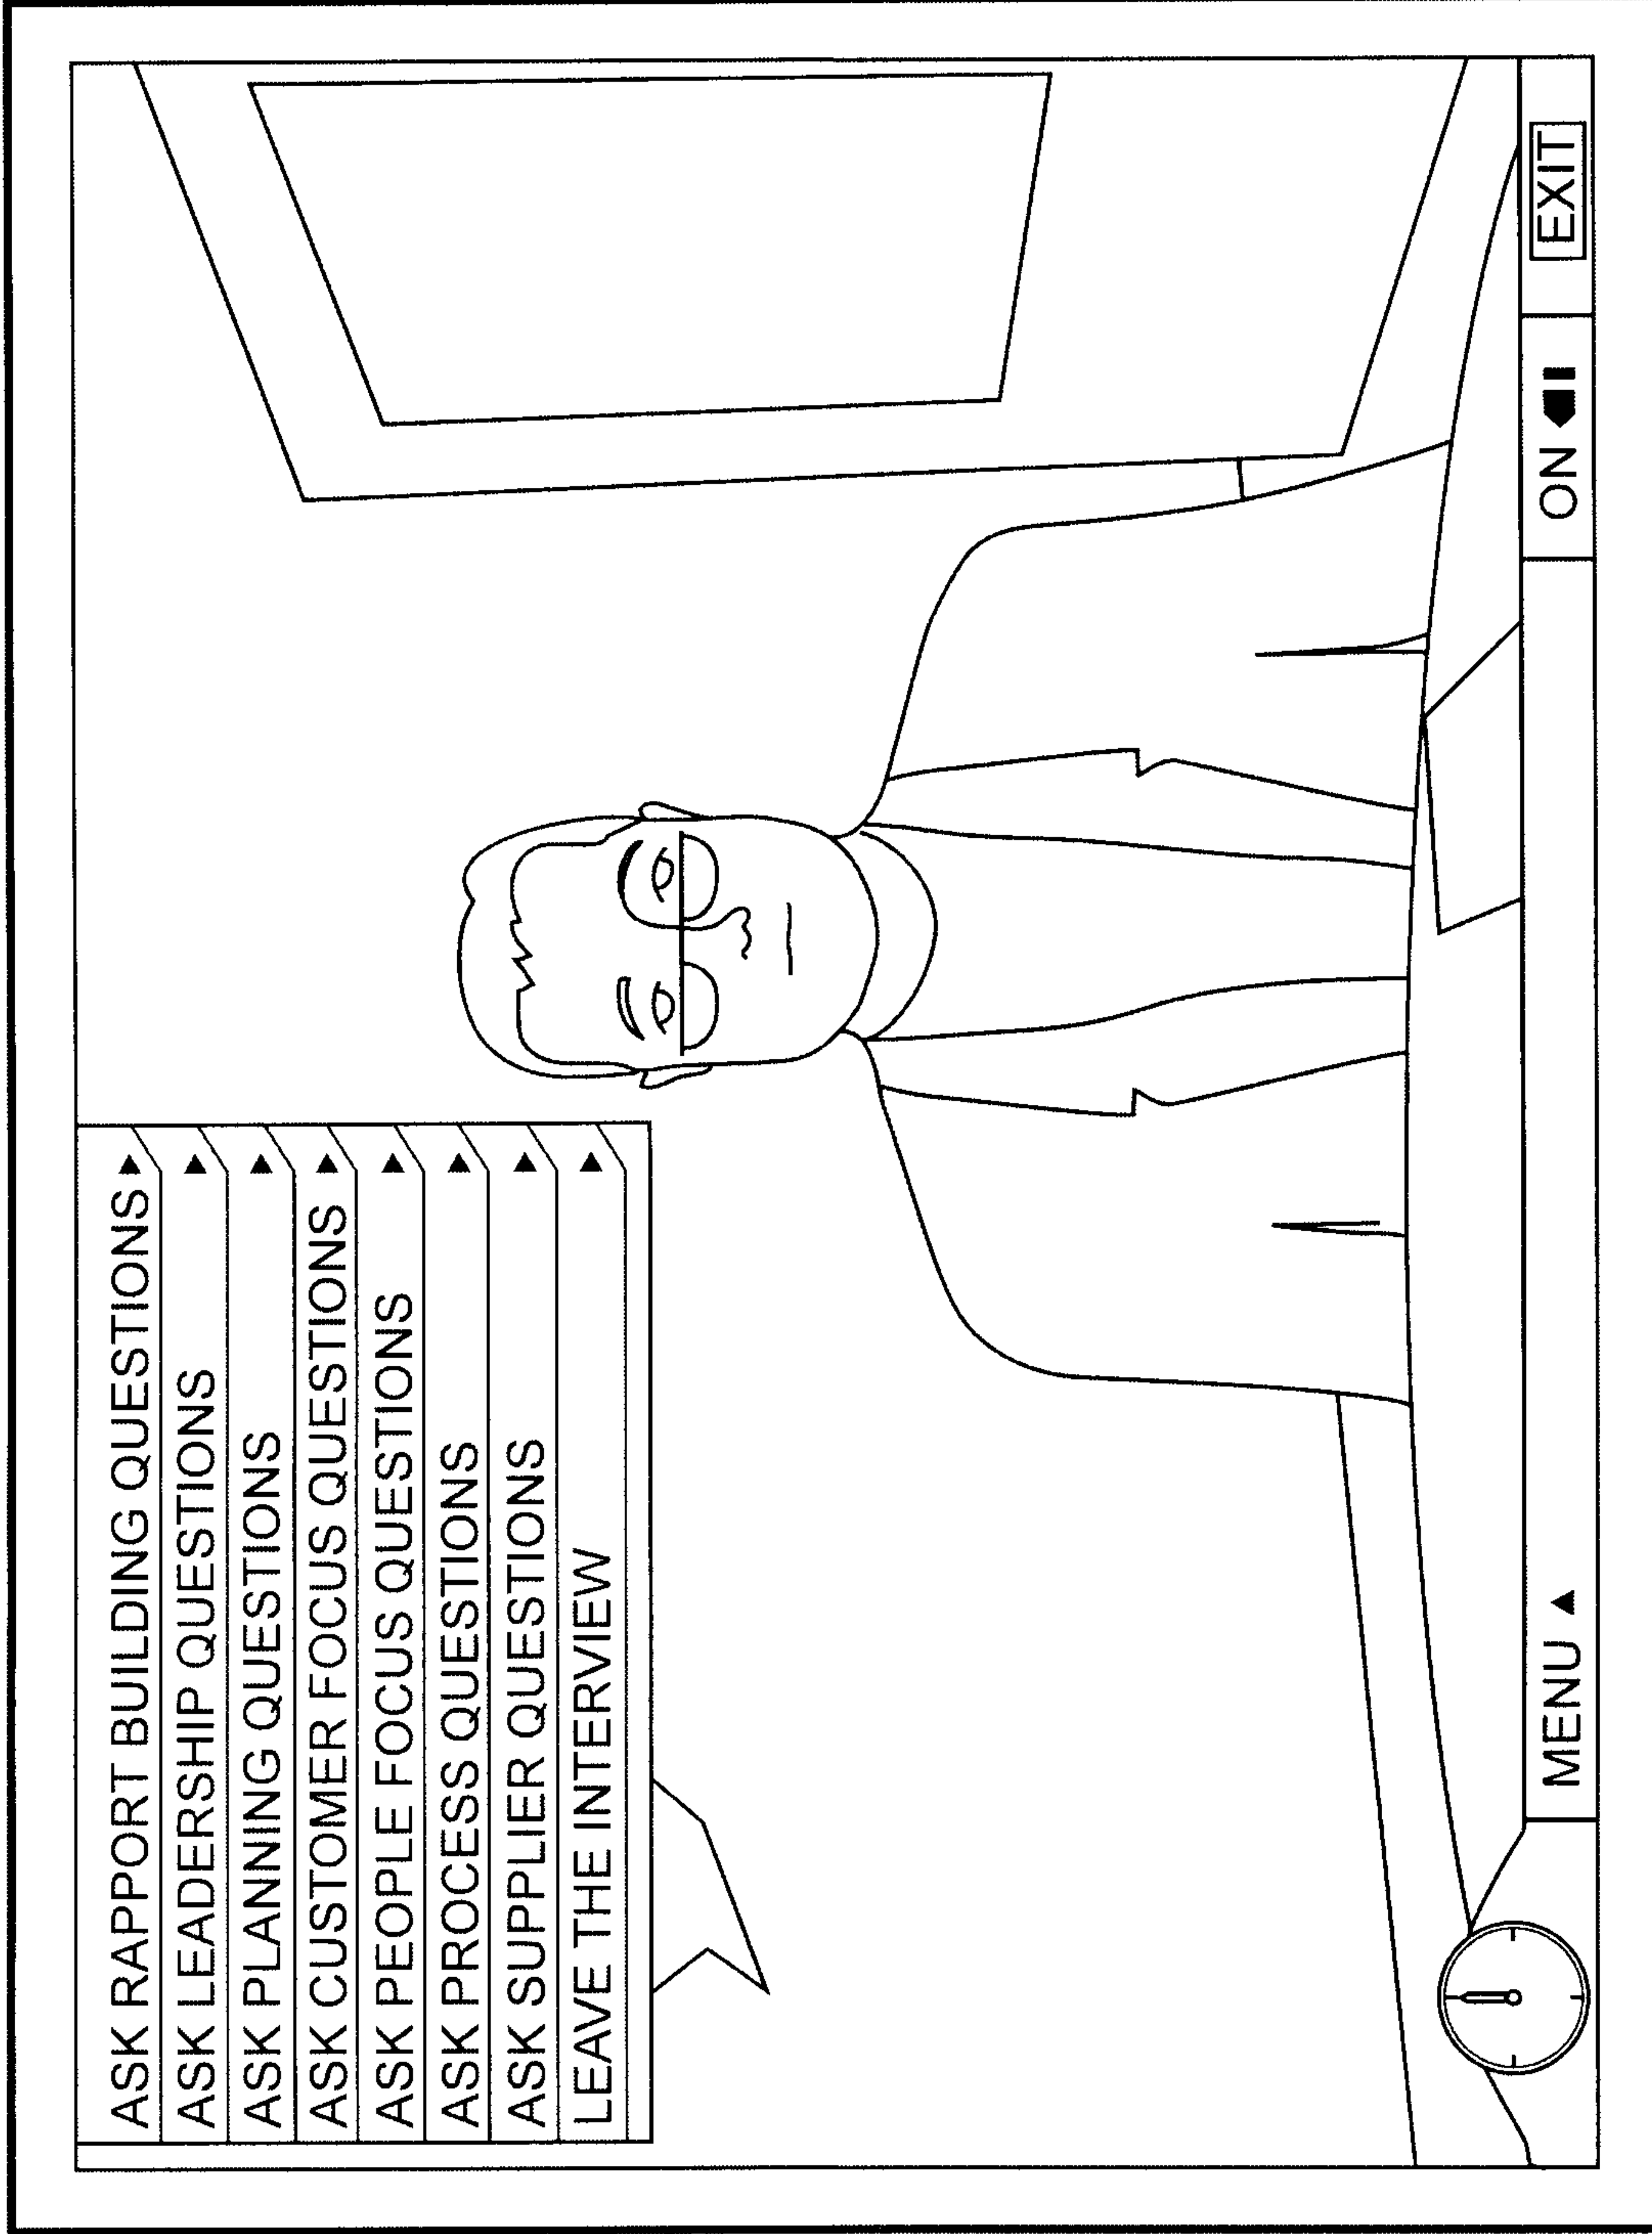 ASK RAPPORT BUILDING QUESTIONS
ASK LEADERSHIP QUESTIONS
ASK PLANNING QUESTIONS
ASK CUSTOMER FOCUS QUESTIONS
ASK PEOPLE FOCUS QUESTIONS
ASK PROCESS QUESTIONS
ASK SUPPLIER QUESTIONS
LEAVE THE INTERVIEW
MENU ON EXIT